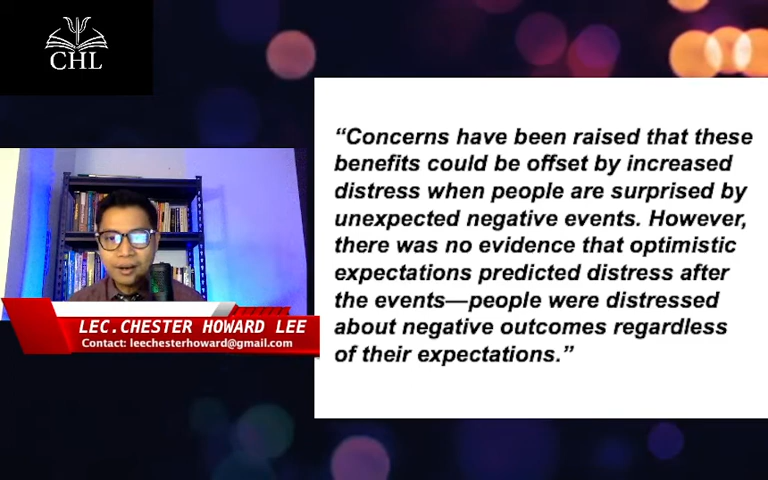 CHL
"Concerns have been raised that these
benefits could be offset by increased
distress when people are surprised by
unexpected negative events. However,
there was no evidence that optimistic
expectations predicted distress after
the events—people were distressed
about negative outcomes regardless
of their expectations."
LEC.CHESTER HOWARD LEE
Contact: leechesterhoward@gmail.com